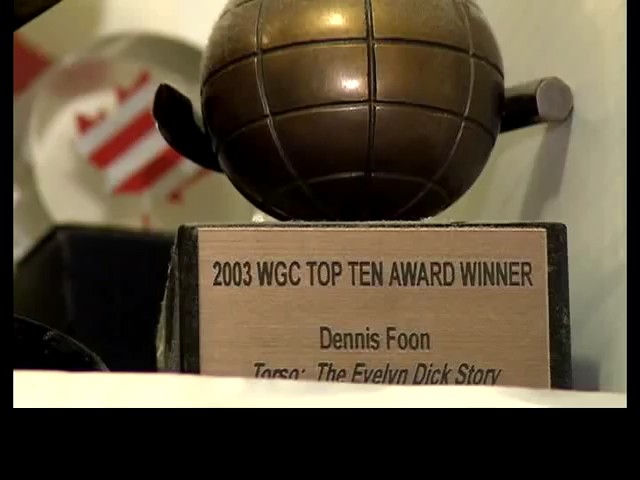 2003 WGC TOP TEN AWARD WINNER
Dennis Foon
Torso: The Evelyn Dick Story